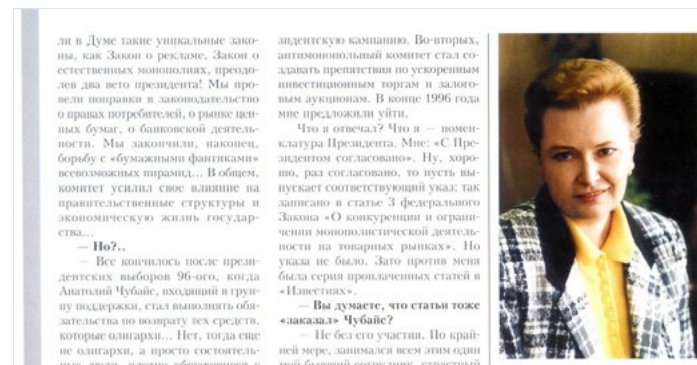 ли в Думе такие уникальные зако-
ны, как Закон о рекламе, Закон о
естественных монополиях, преодо-
лев два вето президента! Мы про-
вели поправки в законодательство
о правах потребителей, о рынке цен-
ных бумаг, о банковской деятель-
ности. Мы закончили, наконец,
борьбу с «бумажными фантиками»
всевозможных пирамид... В общем,
комитет усилил свое влияние на
правительственные структуры и
экономическую жизнь государ-
ства...
— Но?..
— Все кончилось после прези-
дентских выборов 96-ого, когда
Анатолий Чубайс, входящий в груп-
пу поддержки, стал выполнять обя-
зательства по возврату тех средств,
которые олигархи... Нет, тогда еще
не олигархи, а просто состоятель-
ные люди, плотно общавшиеся с
зидентскую кампанию. Во-вторых,
антимонопольный комитет стал со-
здавать препятствия по ускоренным
инвестиционным торгам и залого-
вым аукционам. В конце 1996 года
мне предложили уйти.
Что я отвечал? Что я — номен-
клатура Президента. Мне: «С Пре-
зидентом согласовано». Ну, хоро-
шо, раз согласовано, то пусть вы-
пускает соответствующий указ: так
записано в статье 3 федерального
Закона «О конкуренции и ограни-
чении монополистической деятель-
ности на товарных рынках». Но
указа не было. Зато против меня
была серия проплаченных статей в
«Известиях».
— Вы думаете, что статьи тоже
«заказал» Чубайс?
— Не без его участия. По край-
ней мере, занимался всем этим один
мой бывший сотрудник, страстный